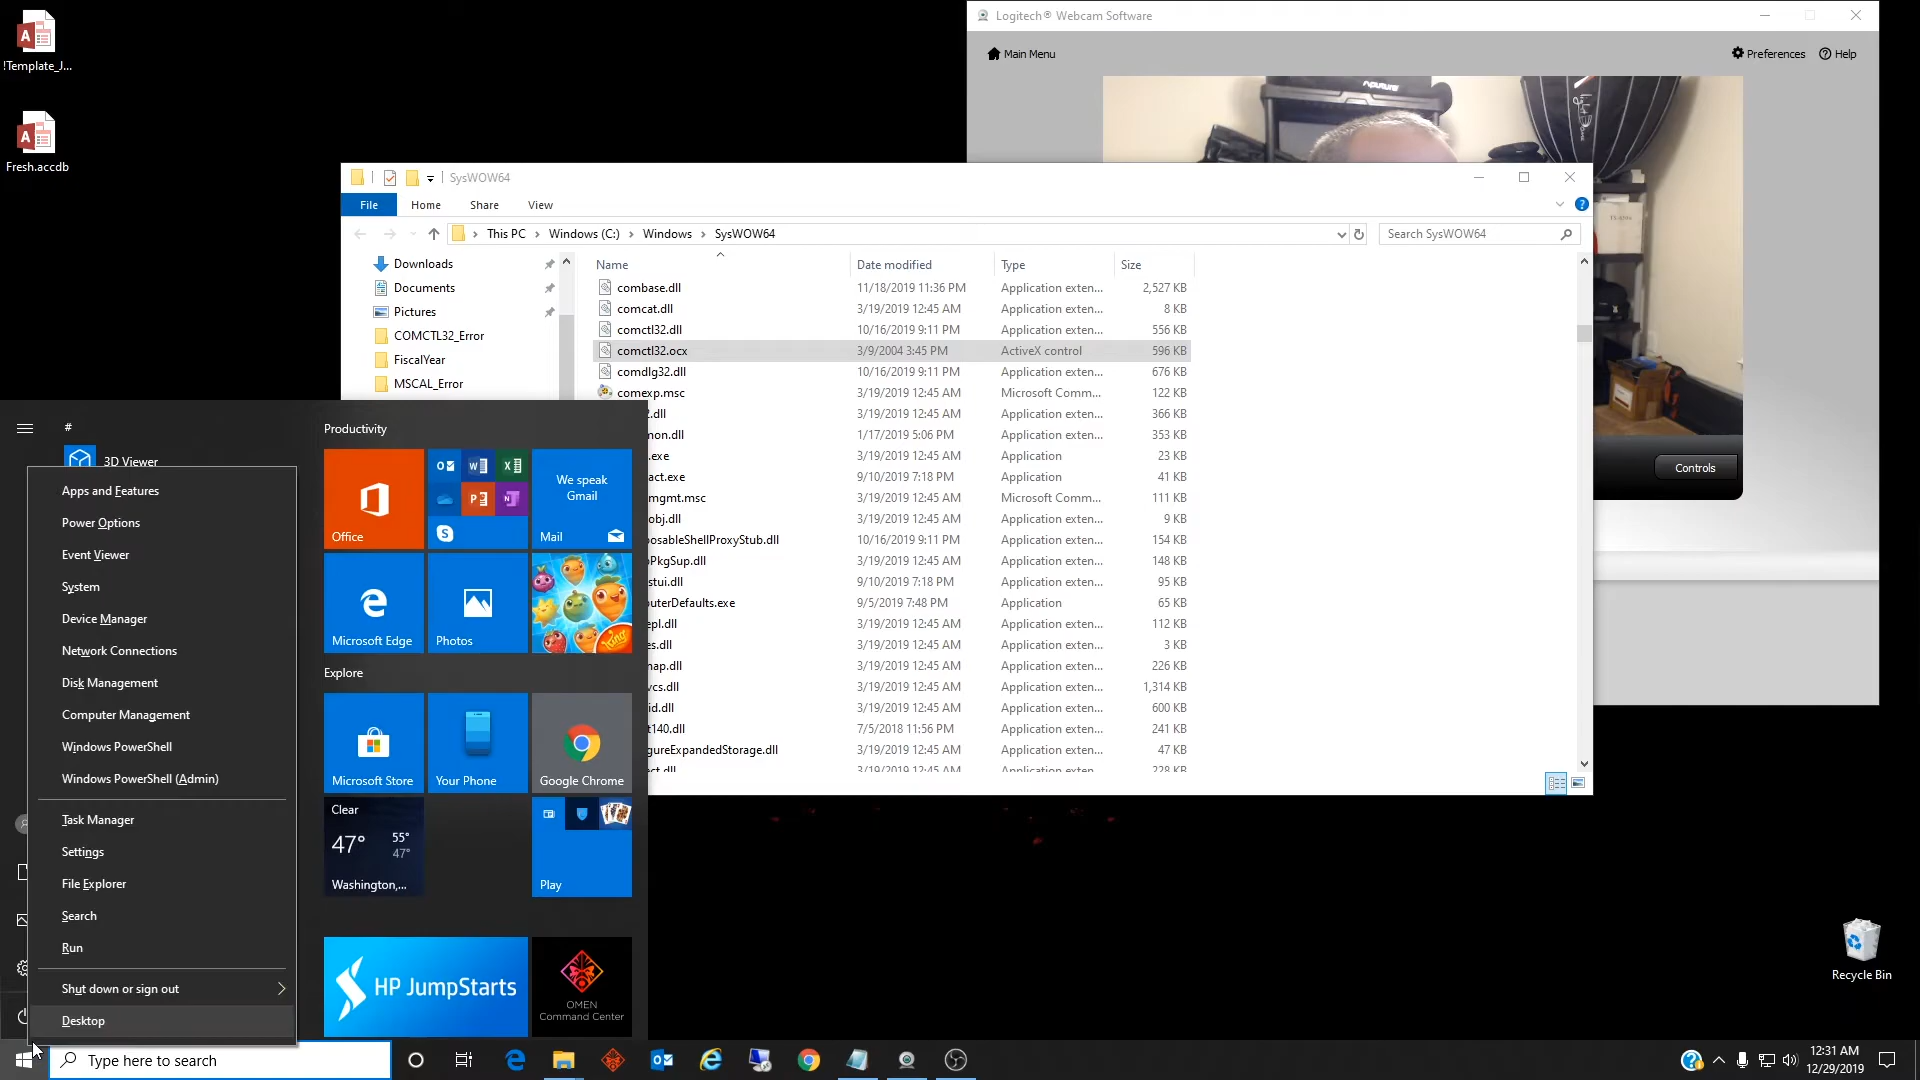 !Template_J...
Fresh.accdb
Logitech® Webcam Software
Main Menu
Preferences
Help
Aputure
SysWOW64
File
Home
Share
View
This PC
Windows (C:)
Windows
SysWOW64
Search SysWOW64
Downloads
Documents
Pictures
COMCTL32_Error
FiscalYear
MSCAL_Error
Name Date modified Type Size
combase.dll 11/18/2019 11:36 PM Application exten... 2,527 KB
comcat.dll 3/19/2019 12:45 AM Application exten... 8 KB
comctl32.dll 10/16/2019 9:11 PM Application exten... 556 KB
comctl32.ocx 3/9/2004 3:45 PM ActiveX control 596 KB
comdlg32.dll 10/16/2019 9:11 PM Application exten... 676 KB
comexp.msc 3/19/2019 12:45 AM Microsoft Comm... 122 KB
.dll 3/19/2019 12:45 AM Application exten... 366 KB
mon.dll 1/17/2019 5:06 PM Application exten... 353 KB
.exe 3/19/2019 12:45 AM Application 23 KB
act.exe 9/10/2019 7:18 PM Application 41 KB
mgmt.msc 3/19/2019 12:45 AM Microsoft Comm... 111 KB
obj.dll 3/19/2019 12:45 AM Application exten... 9 KB
osableShellProxyStub.dll 10/16/2019 9:11 PM Application exten... 154 KB
PkgSup.dll 3/19/2019 12:45 AM Application exten... 148 KB
stui.dll 9/10/2019 7:18 PM Application exten... 95 KB
uterDefaults.exe 9/5/2019 7:48 PM Application 65 KB
epl.dll 3/19/2019 12:45 AM Application exten... 112 KB
es.dll 3/19/2019 12:45 AM Application exten... 3 KB
nap.dll 3/19/2019 12:45 AM Application exten... 226 KB
vcs.dll 3/19/2019 12:45 AM Application exten... 1,314 KB
id.dll 3/19/2019 12:45 AM Application exten... 600 KB
t140.dll 7/5/2018 11:56 PM Application exten... 241 KB
gureExpandedStorage.dll 3/19/2019 12:45 AM Application exten... 47 KB
ect.dll 3/19/2019 12:45 AM Application exten... 228 KB
Controls
#
3D Viewer
Apps and Features
Power Options
Event Viewer
System
Device Manager
Network Connections
Disk Management
Computer Management
Windows PowerShell
Windows PowerShell (Admin)
Task Manager
Settings
File Explorer
Search
Run
Shut down or sign out
Desktop
Productivity
Office
We speak
Gmail
Mail
Microsoft Edge
Photos
King
Explore
Microsoft Store
Your Phone
Google Chrome
Clear
47°
55°
47°
Washington,...
Play
HP JumpStarts
OMEN
Command Center
Recycle Bin
Type here to search
12:31 AM
12/29/2019